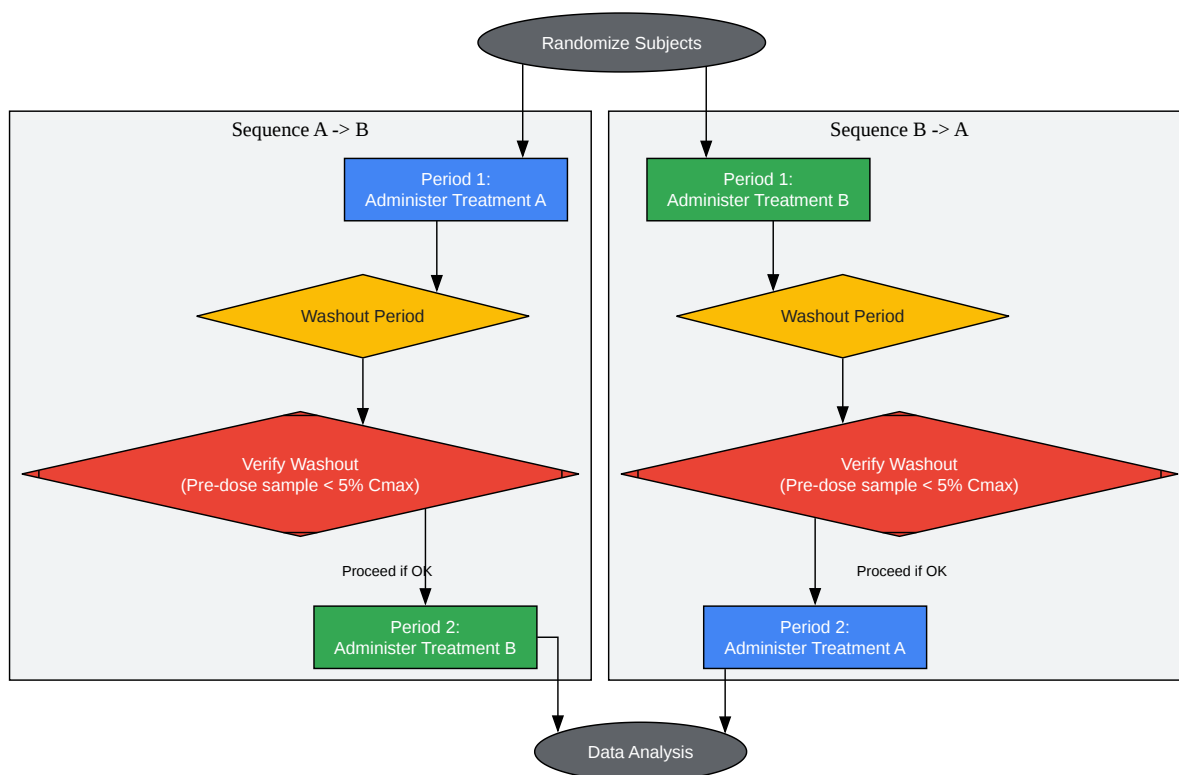 Randomize Subjects
Sequence A -> B
Period 1:
Administer Treatment A
Washout Period
Verify Washout
(Pre-dose sample < 5% Cmax)
Proceed if OK
Period 2:
Administer Treatment B
Sequence B -> A
Period 1:
Administer Treatment B
Washout Period
Verify Washout
(Pre-dose sample < 5% Cmax)
Proceed if OK
Period 2:
Administer Treatment A
Data Analysis